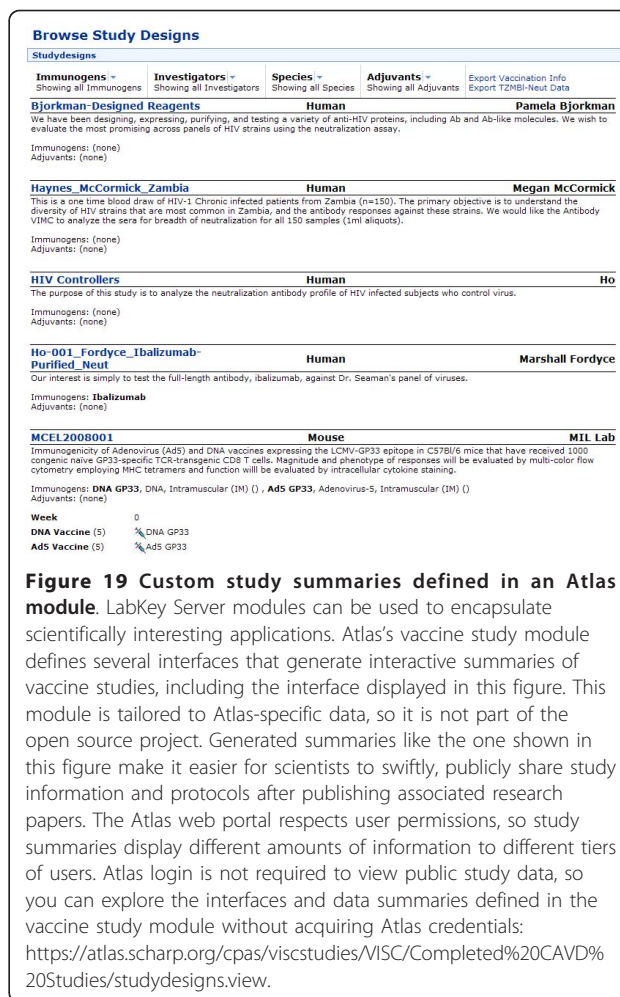 Browse Study Designs
Studydesigns
Immunogens Investigators Species Adjuvants Export Vaccination Info
Showing all Immunogens Showing all Investigators Showing all Species Showing all Adjuvants Export TZMBl-Neut Data
Bjorkman-Designed Reagents Human Pamela Bjorkman
We have been designing, expressing, purifying, and testing a variety of anti-HIV proteins, including Ab and Ab-like molecules. We wish to
evaluate the most promising across panels of HIV strains using the neutralization assay.
Immunogens: (none)
Adjuvants: (none)
Haynes_McCormick_Zambia Human Megan McCormick
This is a one time blood draw of HIV-1 Chronic infected patients from Zambia (n=150). The primary objective is to understand the
diversity of HIV strains that are most common in Zambia, and the antibody responses against these strains. We would like the Antibody
VIMC to analyze the sera for breadth of neutralization for all 150 samples (1ml aliquots).
Immunogens: (none)
Adjuvants: (none)
HIV Controllers Human Ho
The purpose of this study is to analyze the neutralization antibody profile of HIV infected subjects who control virus.
Immunogens: (none)
Adjuvants: (none)
Ho-001_Fordyce_Ibalizumab-
Purified_Neut Human Marshall Fordyce
Our interest is simply to test the full-length antibody, ibalizumab, against Dr. Seaman's panel of viruses.
Immunogens: Ibalizumab
Adjuvants: (none)
MCEL2008001 Mouse MIL Lab
Immunogenicity of Adenovirus (Ad5) and DNA vaccines expressing the LCMV-GP33 epitope in C57Bl/6 mice that have received 1000
congenic naïve GP33-specific TCR-transgenic CD8 T cells. Magnitude and phenotype of responses will be evaluated by multi-color flow
cytometry employing MHC tetramers and function willl be evaluated by intracellular cytokine staining.
Immunogens: DNA GP33, DNA, Intramuscular (IM) () , Ad5 GP33, Adenovirus-5, Intramuscular (IM) ()
Adjuvants: (none)
Week 0
DNA Vaccine (5) DNA GP33
Ad5 Vaccine (5) Ad5 GP33
Figure 19 Custom study summaries defined in an Atlas
module. LabKey Server modules can be used to encapsulate
scientifically interesting applications. Atlas's vaccine study module
defines several interfaces that generate interactive summaries of
vaccine studies, including the interface displayed in this figure. This
module is tailored to Atlas-specific data, so it is not part of the
open source project. Generated summaries like the one shown in
this figure make it easier for scientists to swiftly, publicly share study
information and protocols after publishing associated research
papers. The Atlas web portal respects user permissions, so study
summaries display different amounts of information to different tiers
of users. Atlas login is not required to view public study data, so
you can explore the interfaces and data summaries defined in the
vaccine study module without acquiring Atlas credentials:
https://atlas.scharp.org/cpas/viscstudies/VISC/Completed%20CAVD%
20Studies/studydesigns.view.